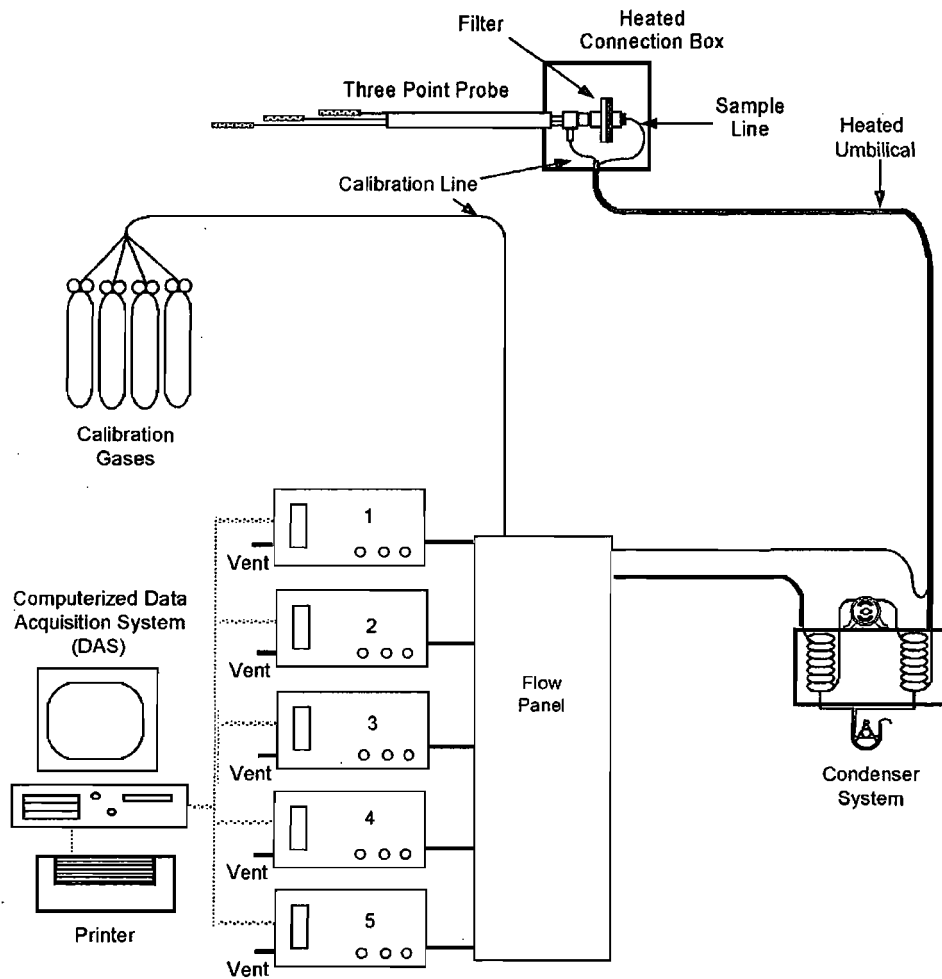 Heated
Connection Box
Filter
Three Point Probe
Sample
Line
Heated
Umbilical
Calibration Line
Calibration
Gases
1
Vent
Computerized Data
Acquisition System
(DAS)
2
Vent
Flow
Panel
3
Vent
Condenser
System
4
Vent
Printer
5
Vent